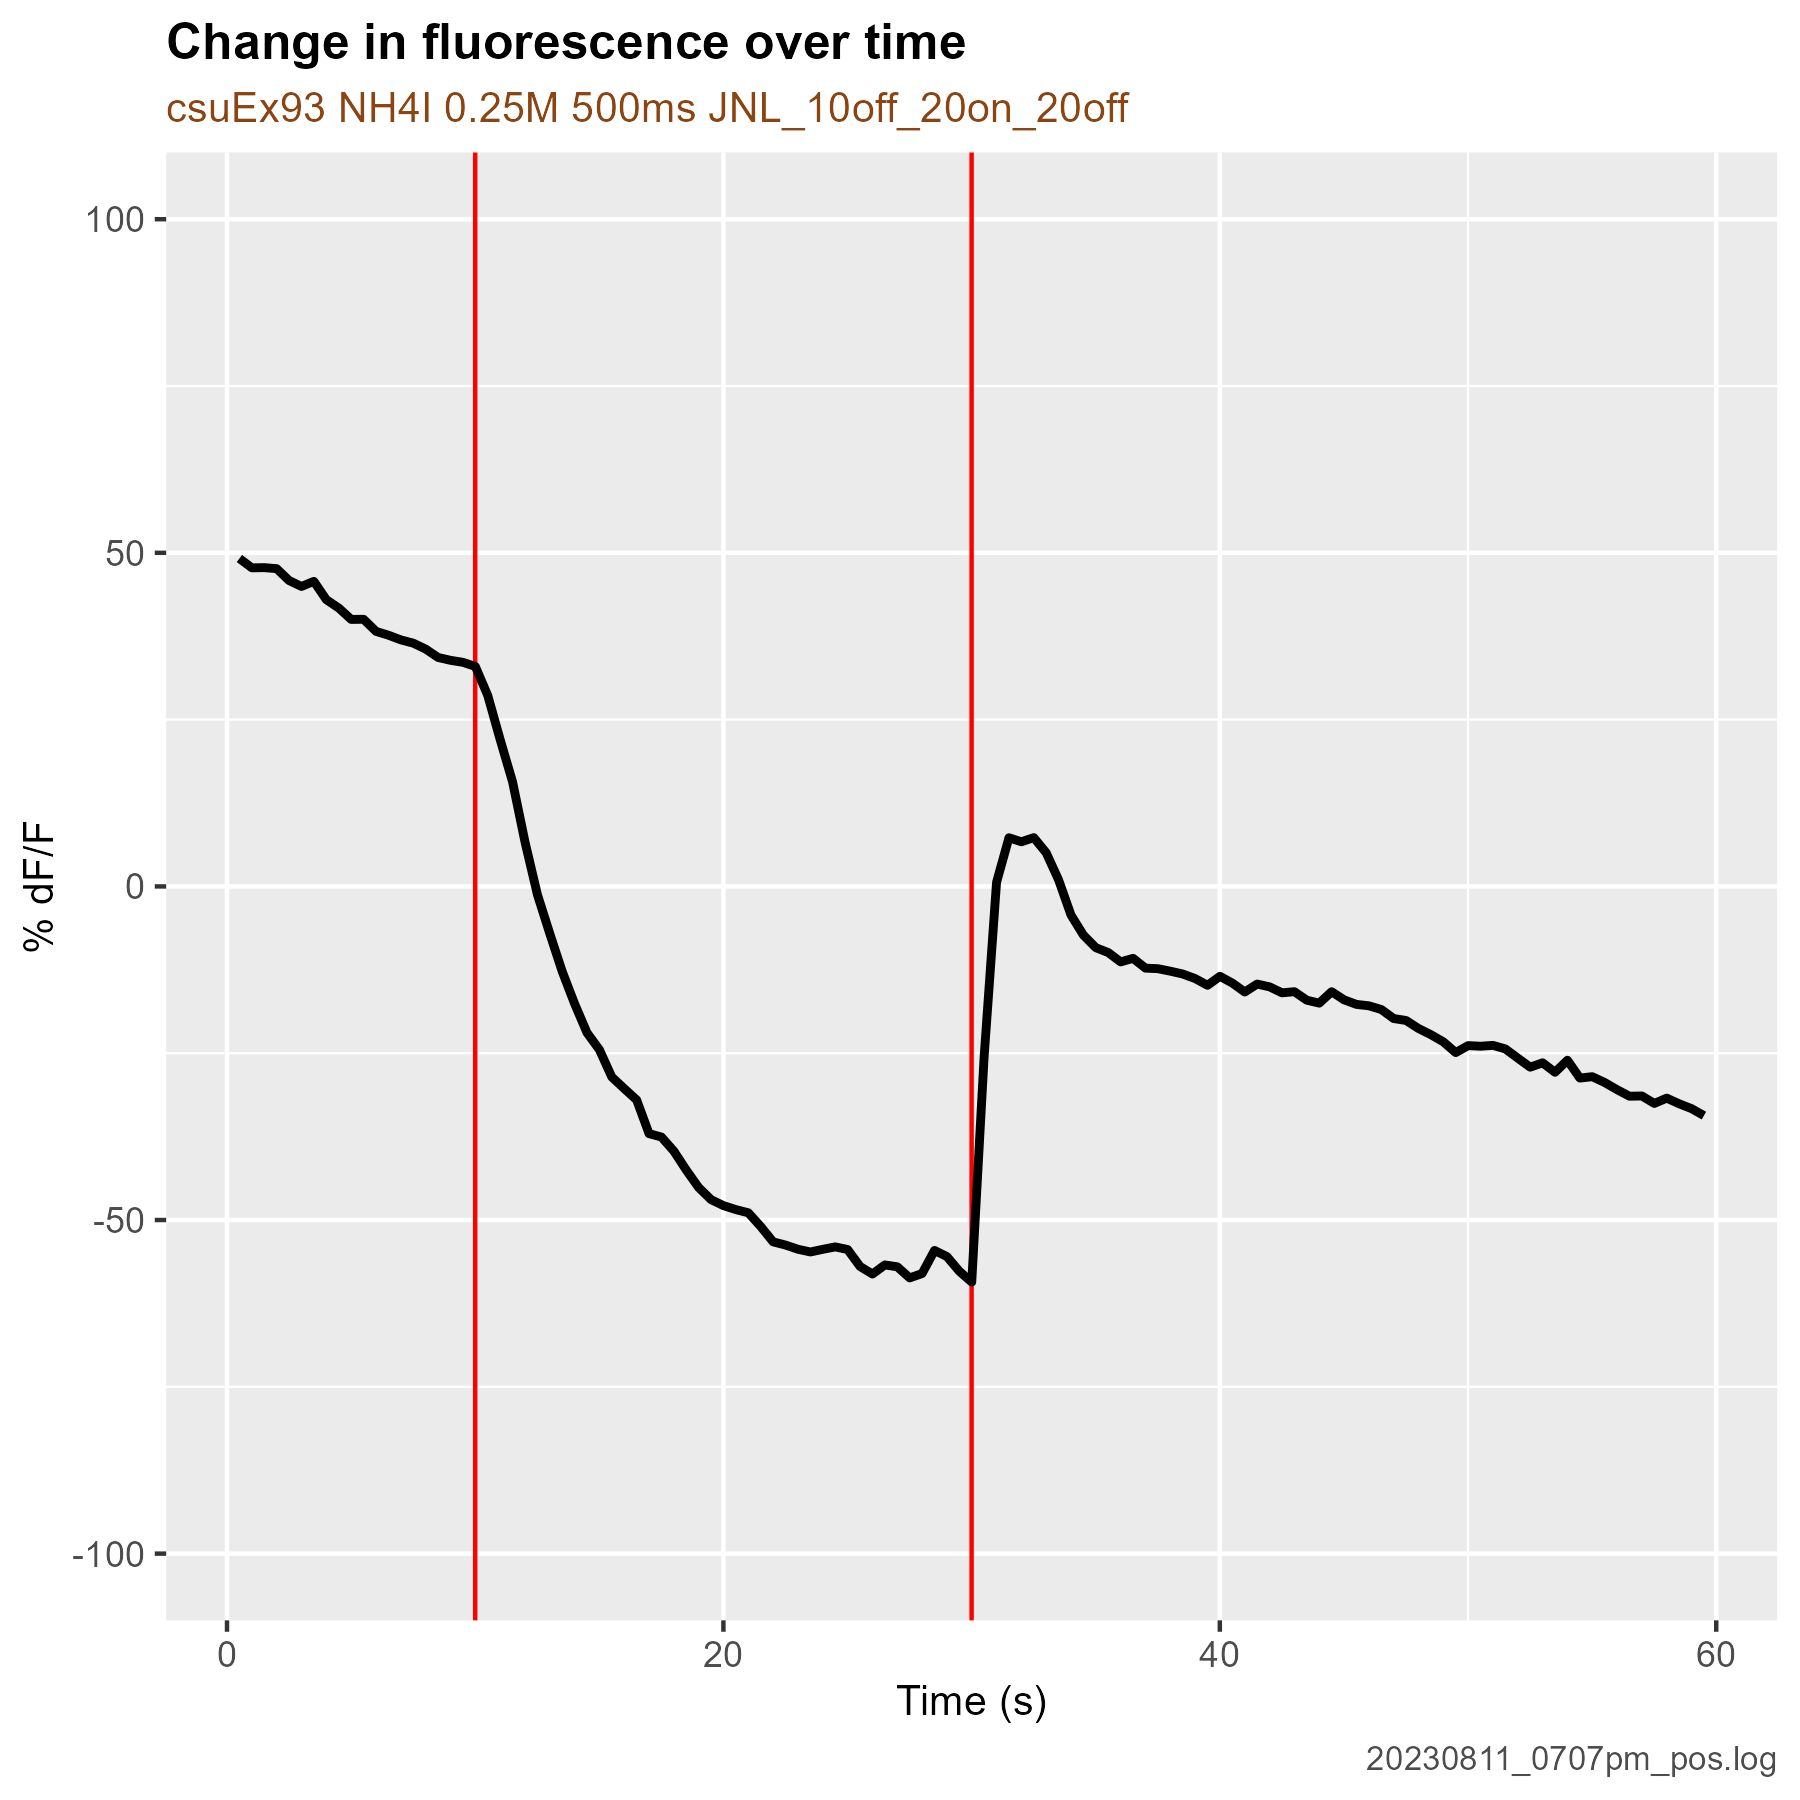 Change in fluorescence over time
csuEx93 NH4I 0.25M 500ms JNL_10off_20on_20off
% dF/F
100
50
0
-50
-100
0 20 40 60
Time (s)
20230811_0707pm_pos.log